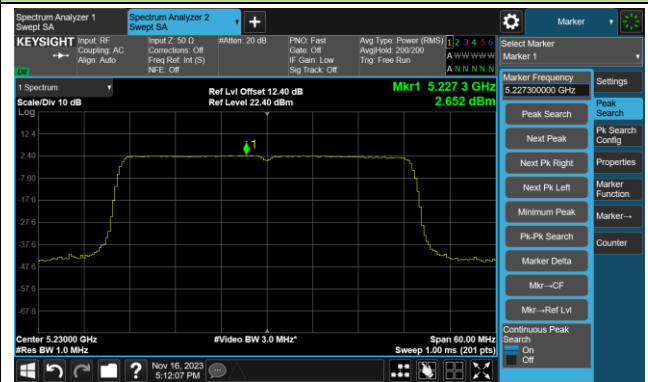 Spectrum Analyzer 1
Swept SA
Spectrum Analyzer 2
Swept SA
Marker
KEYSIGHT
Input: RF
Coupling: AC
Align: Auto
Input Z: 50 Ω
Corrections: Off
Freq Ref: Int (S)
NFE: Off
#Atten: 20 dB
PNO: Fast
Gate: Off
IF Gain: Low
Sig Track: Off
Avg Type: Power (RMS)
Avg|Hold: 200/200
Trig: Free Run
1 2 3 4 5 6
A W W W W W
A N N N N N
LXI
Select Marker
Marker 1
1 Spectrum
Scale/Div 10 dB
Log
Ref Lvl Offset 12.40 dB
Ref Level 22.40 dBm
Mkr1 5.227 3 GHz
2.652 dBm
Marker Frequency
5.227300000 GHz
Settings
Peak Search
Peak
Search
Next Peak
Pk Search
Config
Next Pk Right
Properties
Next Pk Left
Marker
Function
Minimum Peak
Marker→
Pk-Pk Search
Counter
Marker Delta
Mkr→CF
Mkr→Ref Lvl
Continuous Peak
Search
On
Off
12.4
2.40
-7.60
-17.6
-27.6
-37.6
-47.6
-57.6
-67.6
1
Center 5.23000 GHz
#Res BW 1.0 MHz
#Video BW 3.0 MHz*
Span 60.00 MHz
Sweep 1.00 ms (201 pts)
?
Nov 16, 2023
5:12:07 PM